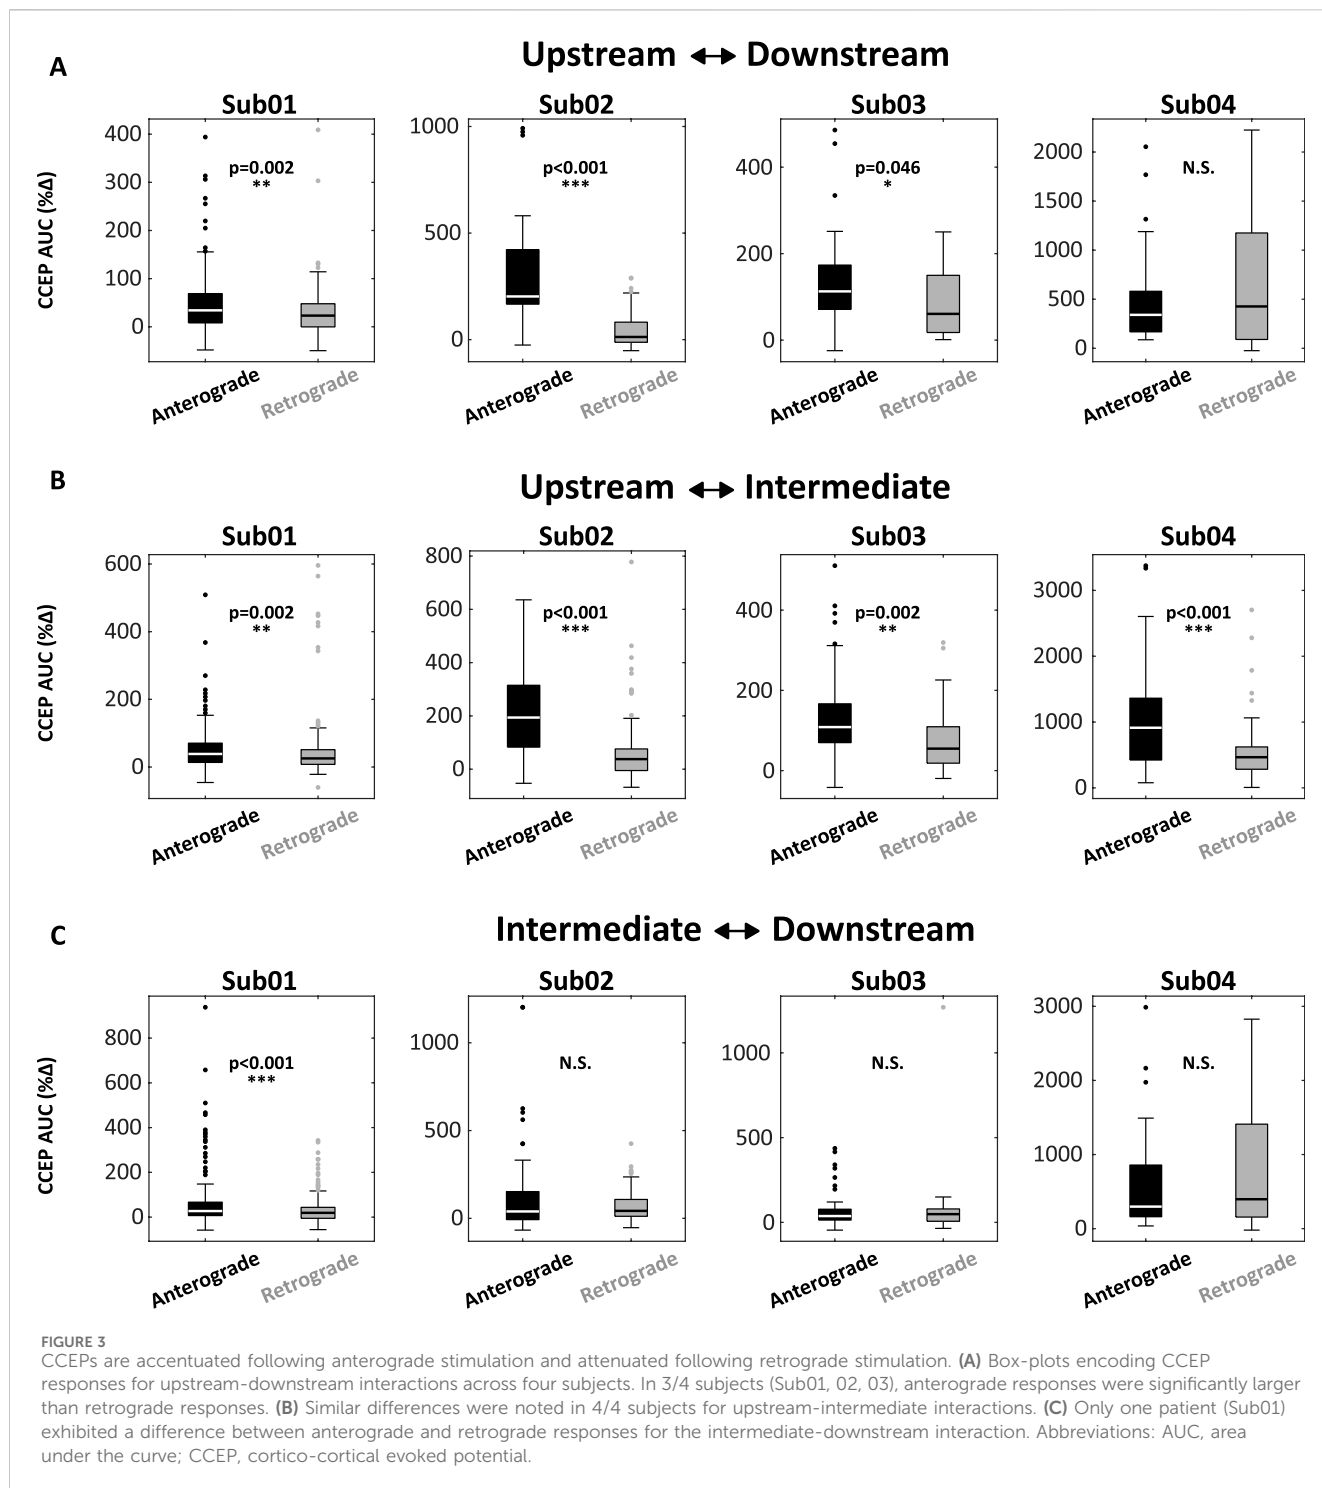 A
Upstream ↔ Downstream
Sub01
Sub02
Sub03
Sub04
CCEP AUC (%Δ)
400
300
200
100
0
p=0.002
**
Anterograde
Retrograde
1000
500
0
p<0.001
***
Anterograde
Retrograde
400
200
0
p=0.046
*
Anterograde
Retrograde
2000
1500
1000
500
0
N.S.
Anterograde
Retrograde
B
Upstream ↔ Intermediate
Sub01
Sub02
Sub03
Sub04
CCEP AUC (%Δ)
600
400
200
0
p=0.002
**
Anterograde
Retrograde
800
600
400
200
0
p<0.001
***
Anterograde
Retrograde
400
200
0
p=0.002
**
Anterograde
Retrograde
3000
2000
1000
0
p<0.001
***
Anterograde
Retrograde
C
Intermediate ↔ Downstream
Sub01
Sub02
Sub03
Sub04
CCEP AUC (%Δ)
800
600
400
200
0
p<0.001
***
Anterograde
Retrograde
1000
500
0
N.S.
Anterograde
Retrograde
1000
500
0
N.S.
Anterograde
Retrograde
3000
2000
1000
0
N.S.
Anterograde
Retrograde
FIGURE 3
CCEPs are accentuated following anterograde stimulation and attenuated following retrograde stimulation. (A) Box-plots encoding CCEP
responses for upstream-downstream interactions across four subjects. In 3/4 subjects (Sub01, 02, 03), anterograde responses were significantly larger
than retrograde responses. (B) Similar differences were noted in 4/4 subjects for upstream-intermediate interactions. (C) Only one patient (Sub01)
exhibited a difference between anterograde and retrograde responses for the intermediate-downstream interaction. Abbreviations: AUC, area
under the curve; CCEP, cortico-cortical evoked potential.